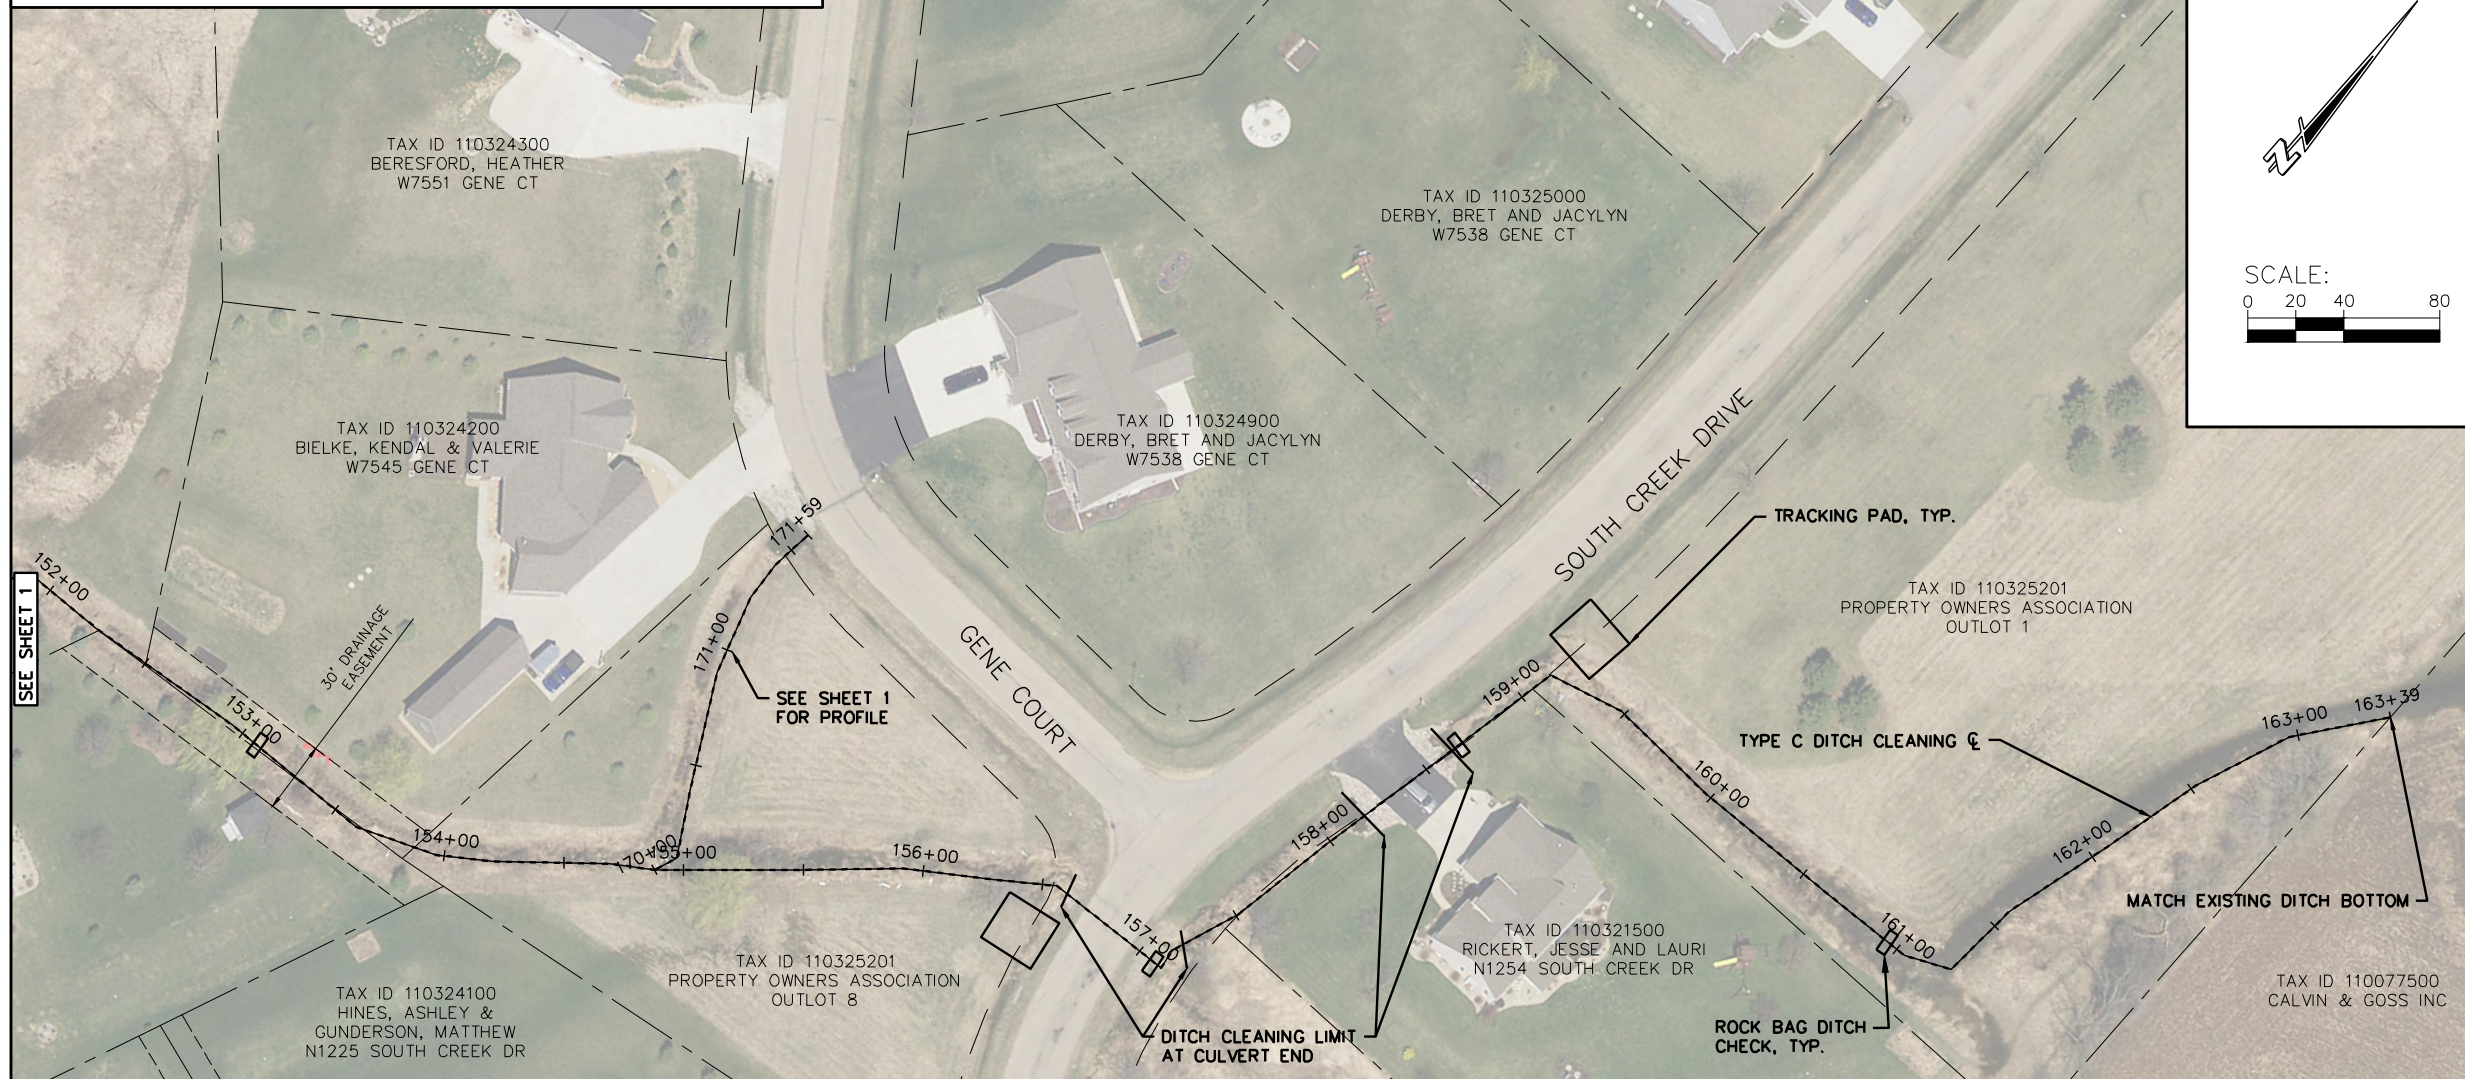 TAX ID 110324300
BERESFORD, HEATHER
W7551 GENE CT
TAX ID 110325000
DERBY, BRET AND JACYLYN
W7538 GENE CT
N
SCALE:
0 20 40 80
TAX ID 110324200
BIELKE, KENDAL & VALERIE
W7545 GENE CT
TAX ID 110324900
DERBY, BRET AND JACYLYN
W7538 GENE CT
SOUTH CREEK DRIVE
GENE COURT
TRACKING PAD, TYP.
TAX ID 110325201
PROPERTY OWNERS ASSOCIATION
OUTLOT 1
SEE SHEET 1
152+00
153+00
30' DRAINAGE
EASEMENT
171+59
171+00
SEE SHEET 1
FOR PROFILE
154+00
170+00
155+00
156+00
157+00
158+00
159+00
160+00
161+00
162+00
163+00
163+39
TYPE C DITCH CLEANING ℄
MATCH EXISTING DITCH BOTTOM
TAX ID 110321500
RICKERT, JESSE AND LAURI
N1254 SOUTH CREEK DR
TAX ID 110325201
PROPERTY OWNERS ASSOCIATION
OUTLOT 8
TAX ID 110324100
HINES, ASHLEY &
GUNDERSON, MATTHEW
N1225 SOUTH CREEK DR
DITCH CLEANING LIMIT
AT CULVERT END
ROCK BAG DITCH
CHECK, TYP.
TAX ID 110077500
CALVIN & GOSS INC